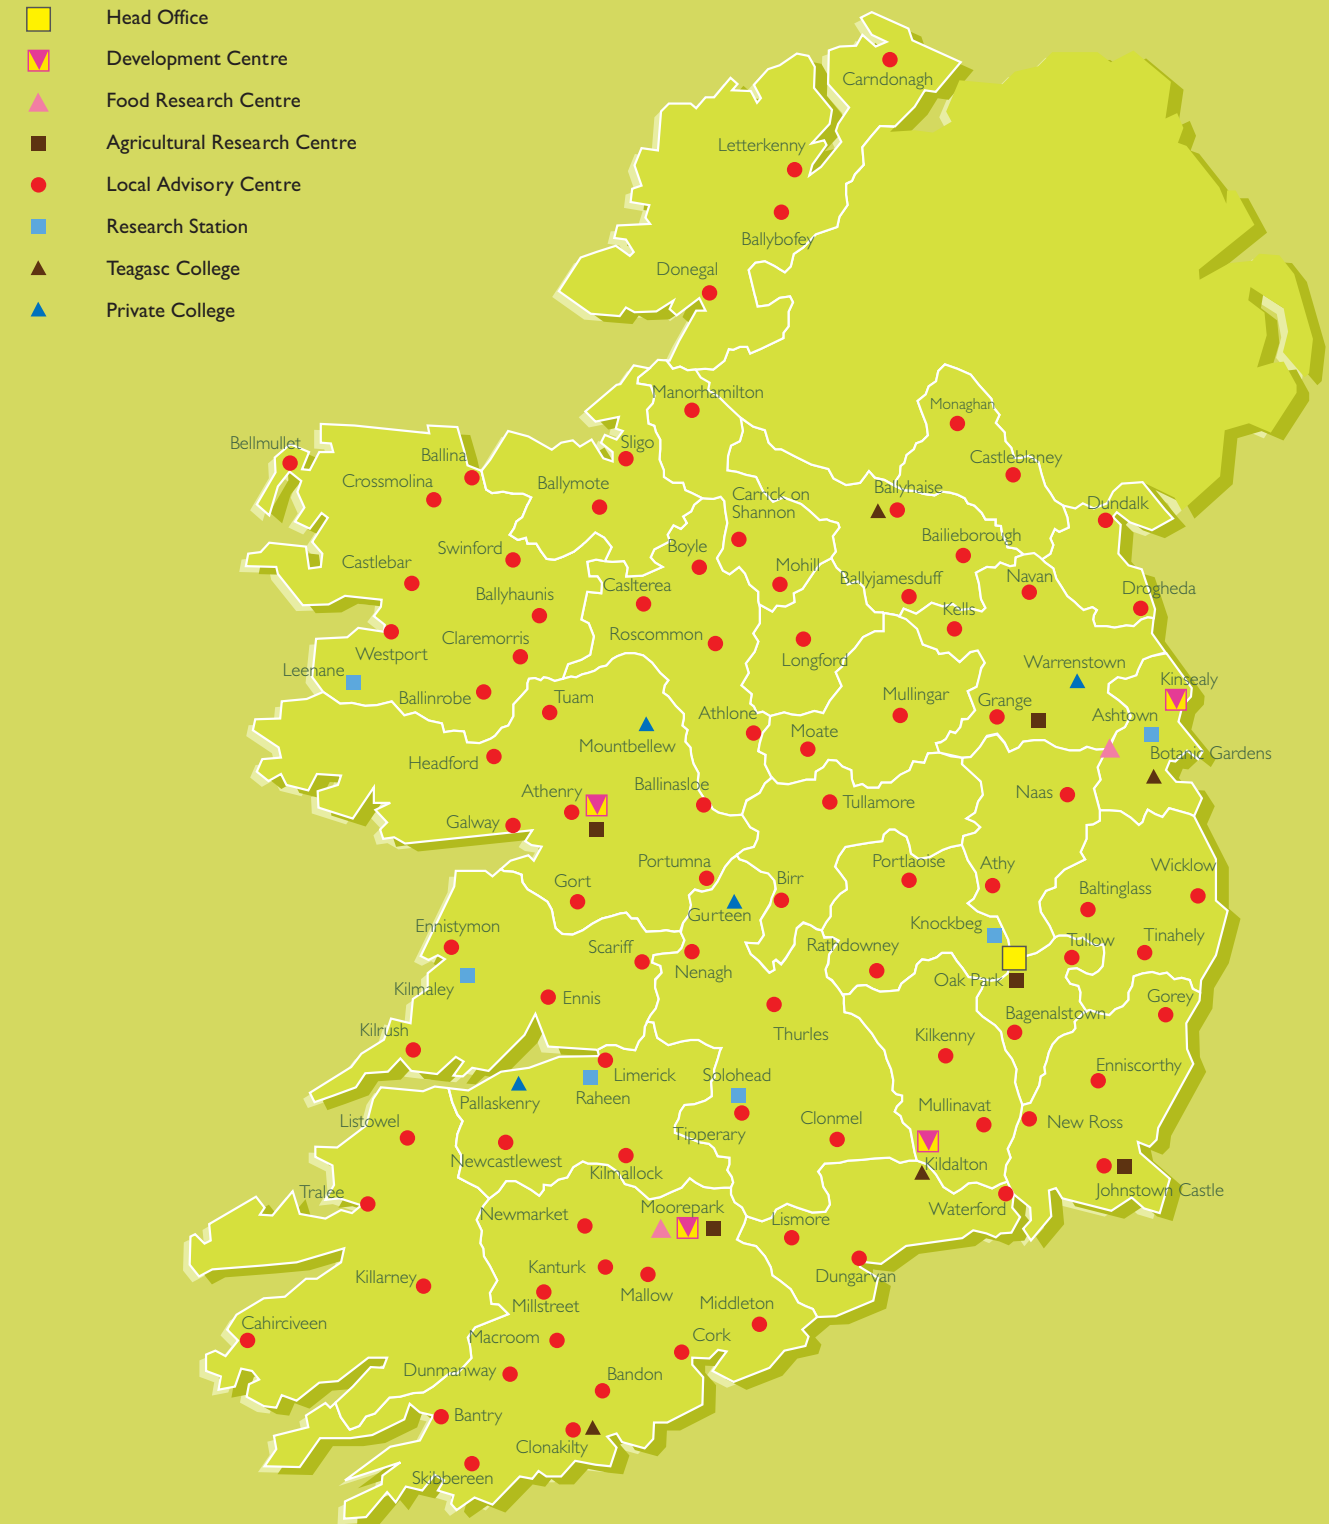 Head Office
Development Centre
Food Research Centre
Agricultural Research Centre
Local Advisory Centre
Research Station
Teagasc College
Private College
Carndonagh
Letterkenny
Ballybofey
Donegal
Manorhamilton
Monaghan
Sligo
Bellmullet
Ballina
Castleblaney
Crossmolina
Ballymote
Carrick on
Shannon
Ballyhaise
Dundalk
Bailieborough
Swinford
Boyle
Castlebar
Mohill
Ballyjamesduff
Navan
Caslterea
Drogheda
Ballyhaunis
Kells
Roscommon
Claremorris
Westport
Longford
Warrenstown
Leenane
Kinsealy
Ballinrobe
Tuam
Mullingar
Grange
Athlone
Ashtown
Moate
Mountbellew
Botanic Gardens
Headford
Ballinasloe
Athenry
Naas
Tullamore
Galway
Portumna
Portlaoise
Athy
Wicklow
Gort
Birr
Baltinglass
Gurteen
Knockbeg
Ennistymon
Tinahely
Scariff
Rathdowney
Tullow
Nenagh
Oak Park
Kilmaley
Ennis
Gorey
Bagenalstown
Kilrush
Thurles
Kilkenny
Enniscorthy
Limerick
Solohead
Raheen
Pallaskenry
Mullinavat
Listowel
Clonmel
New Ross
Tipperary
Newcastlewest
Kildalton
Kilmallock
Tralee
Johnstown Castle
Moorepark
Waterford
Newmarket
Lismore
Kanturk
Killarney
Dungarvan
Mallow
Millstreet
Middleton
Cahirciveen
Macroom
Cork
Dunmanway
Bandon
Bantry
Clonakilty
Skibbereen